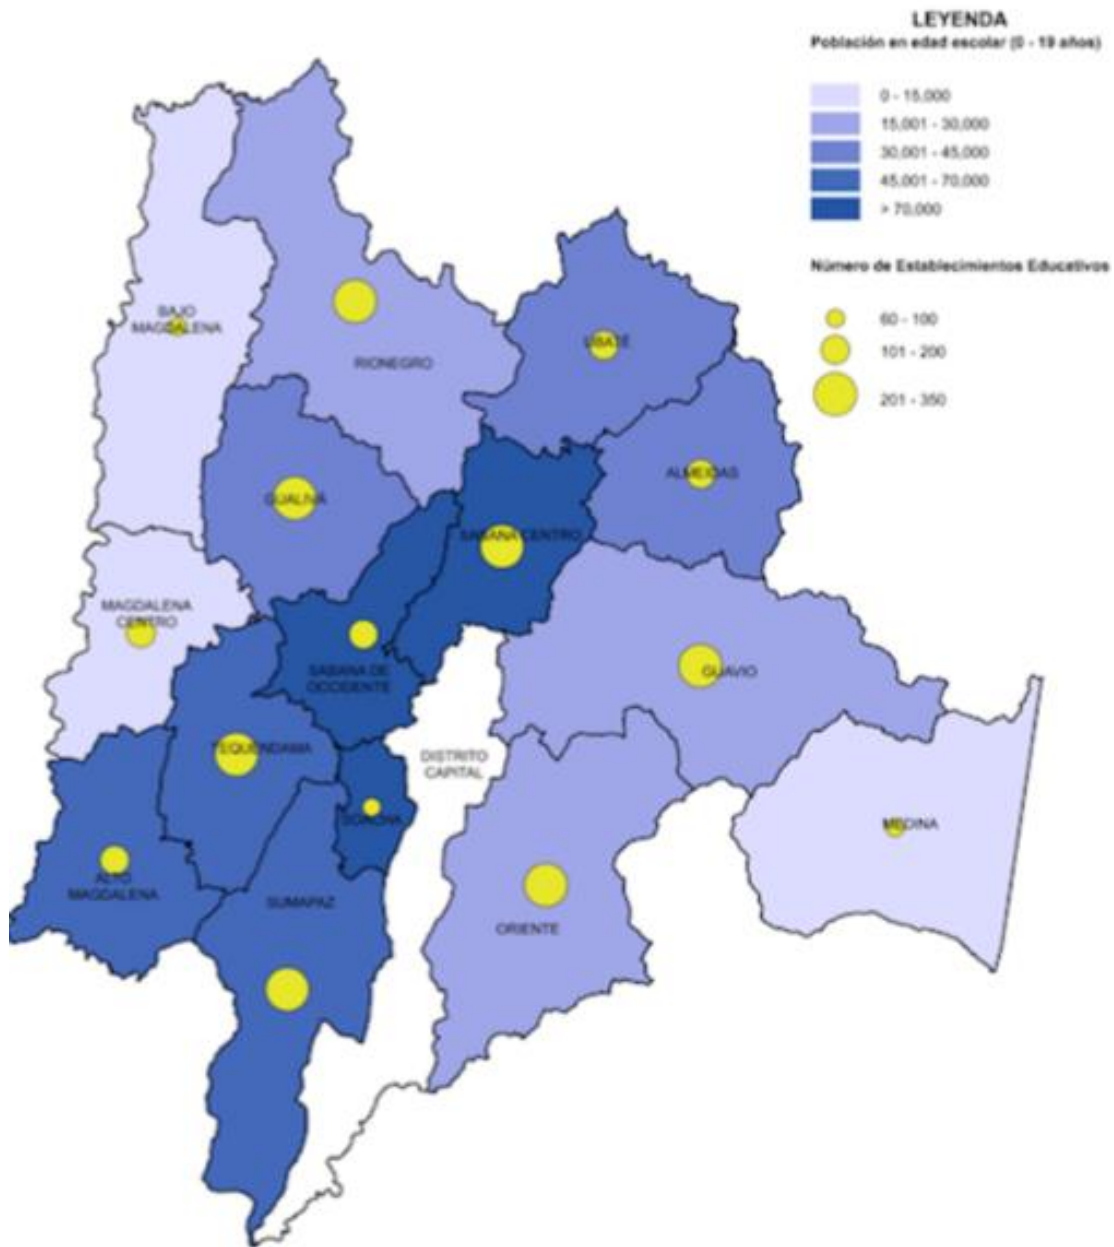 LEYENDA
Población en edad escolar (0 - 19 años)
0 - 15,000
15,001 - 30,000
30,001 - 45,000
45,001 - 70,000
> 70,000
Número de Establecimientos Educativos
60 - 100
101 - 200
201 - 350
BAJO
MAGDALENA
RIONEGRO
UBATÉ
ALMEIDAS
GUALIVÁ
SABANA CENTRO
MAGDALENA
CENTRO
SABANA DE
OCCIDENTE
GUAVIO
TEQUENDAMA
DISTRITO
CAPITAL
SOACHA
MEDINA
ALTO
MAGDALENA
SUMAPAZ
ORIENTE